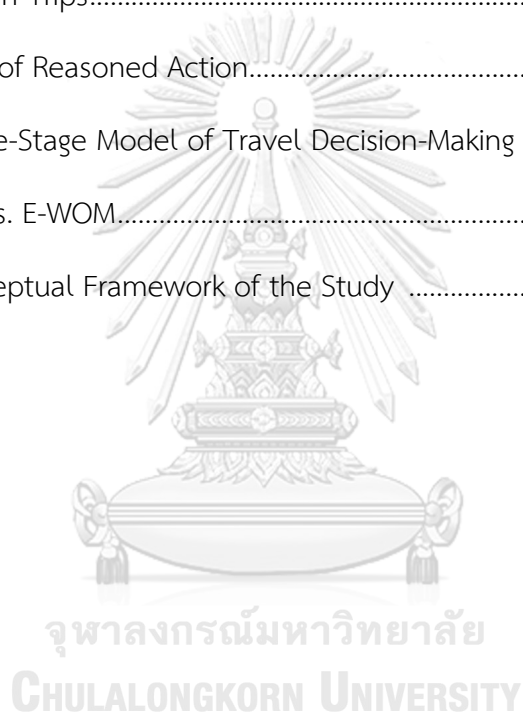 Trips....................................................................................
of Reasoned Action..............................................................
e-Stage Model of Travel Decision-Making
s. E-WOM..............................................................................
eptual Framework of the Study ..................
จุฬาลงกรณ์มหาวิทยาลัย
CHULALONGKORN UNIVERSITY